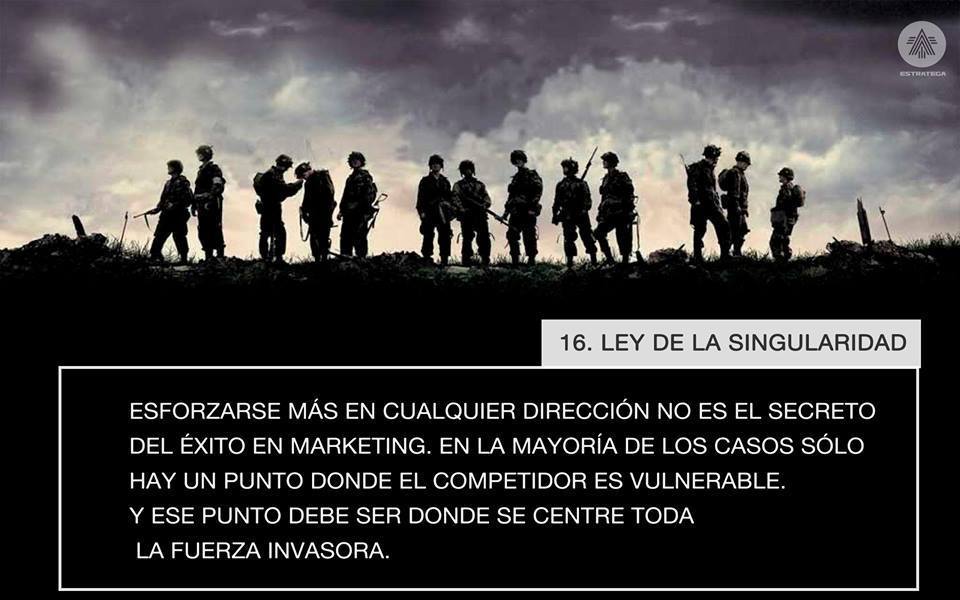 ESTRATEGA
16. LEY DE LA SINGULARIDAD
ESFORZARSE MÁS EN CUALQUIER DIRECCIÓN NO ES EL SECRETO
DEL ÉXITO EN MARKETING. EN LA MAYORÍA DE LOS CASOS SÓLO
HAY UN PUNTO DONDE EL COMPETIDOR ES VULNERABLE.
Y ESE PUNTO DEBE SER DONDE SE CENTRE TODA
LA FUERZA INVASORA.